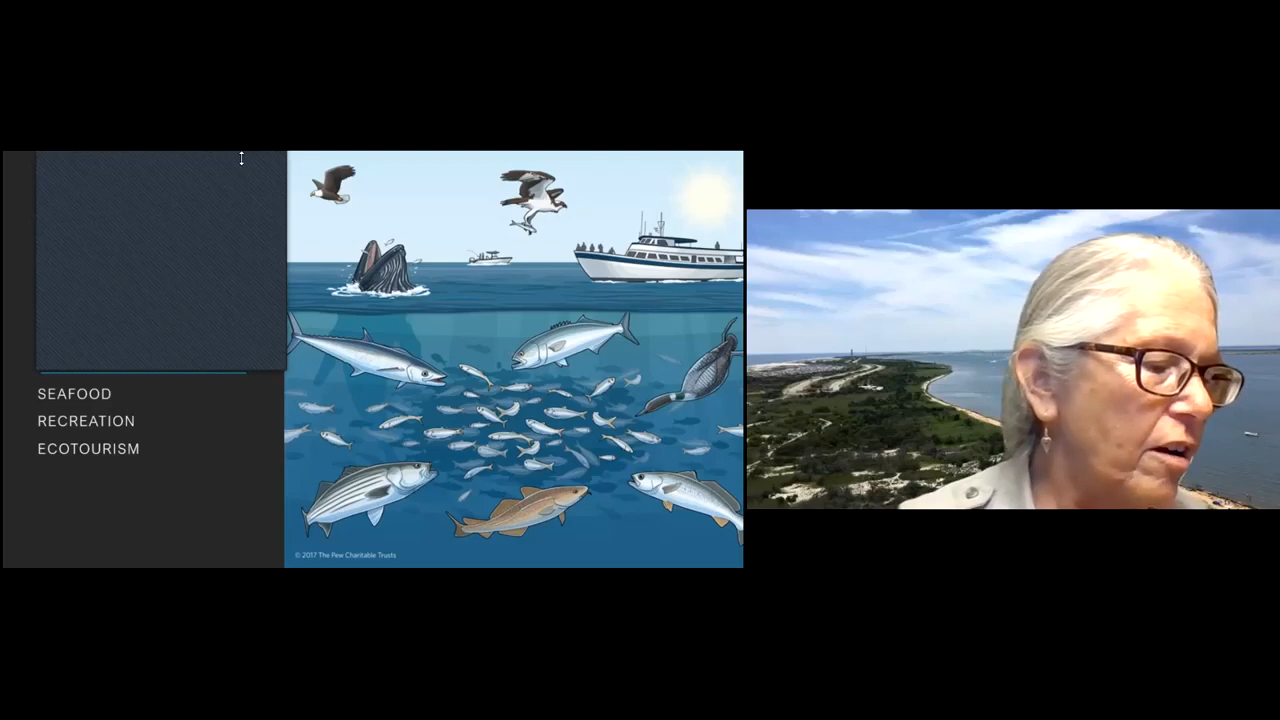 SEAFOOD
RECREATION
ECOTOURISM
© 2017 The Pew Charitable Trusts